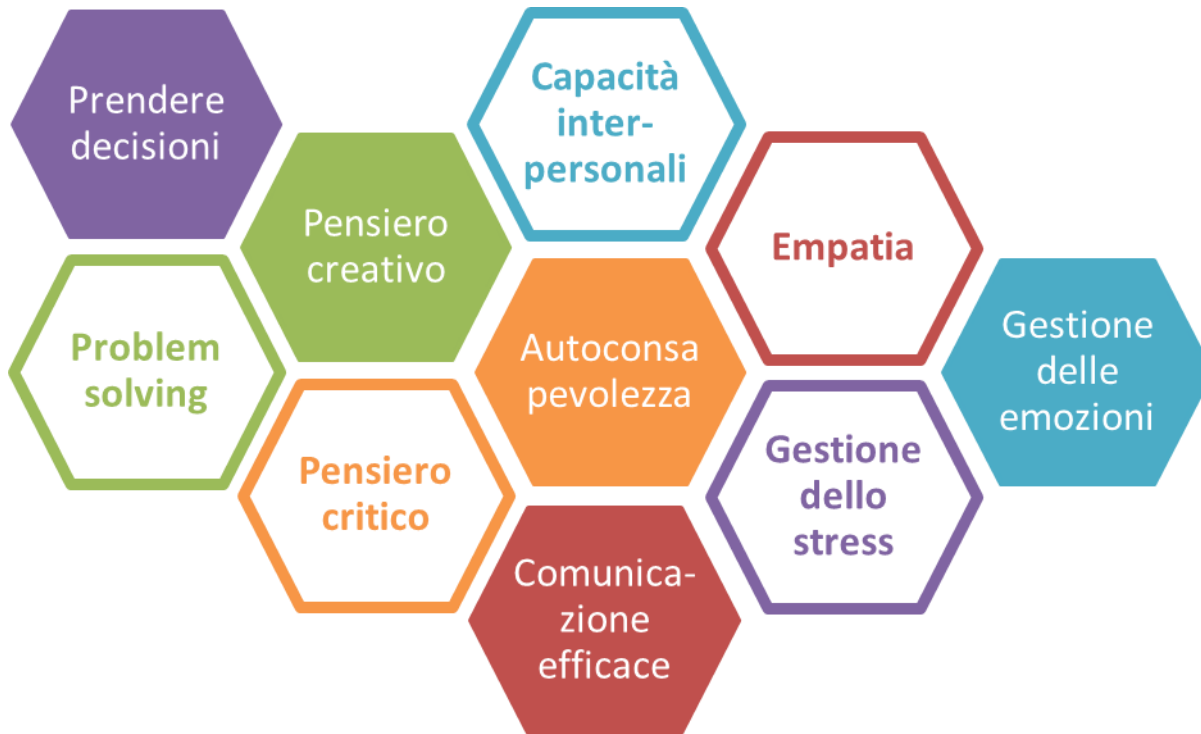 Prendere
decisioni
Pensiero
creativo
Capacità
inter-
personali
Empatia
Problem
solving
Autoconsa
pevolezza
Gestione
delle
emozioni
Pensiero
critico
Gestione
dello
stress
Comunica-
zione
efficace